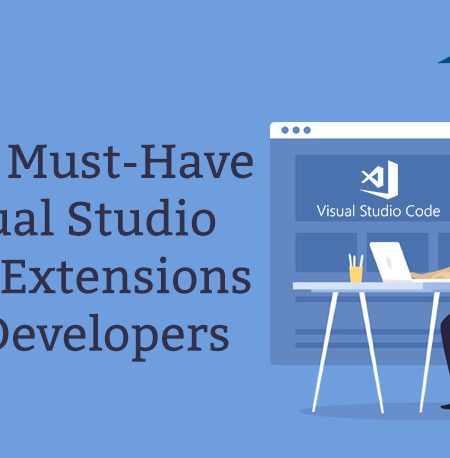 Must-Have
ual Studio
Extensions
Developers
Visual Studio Code